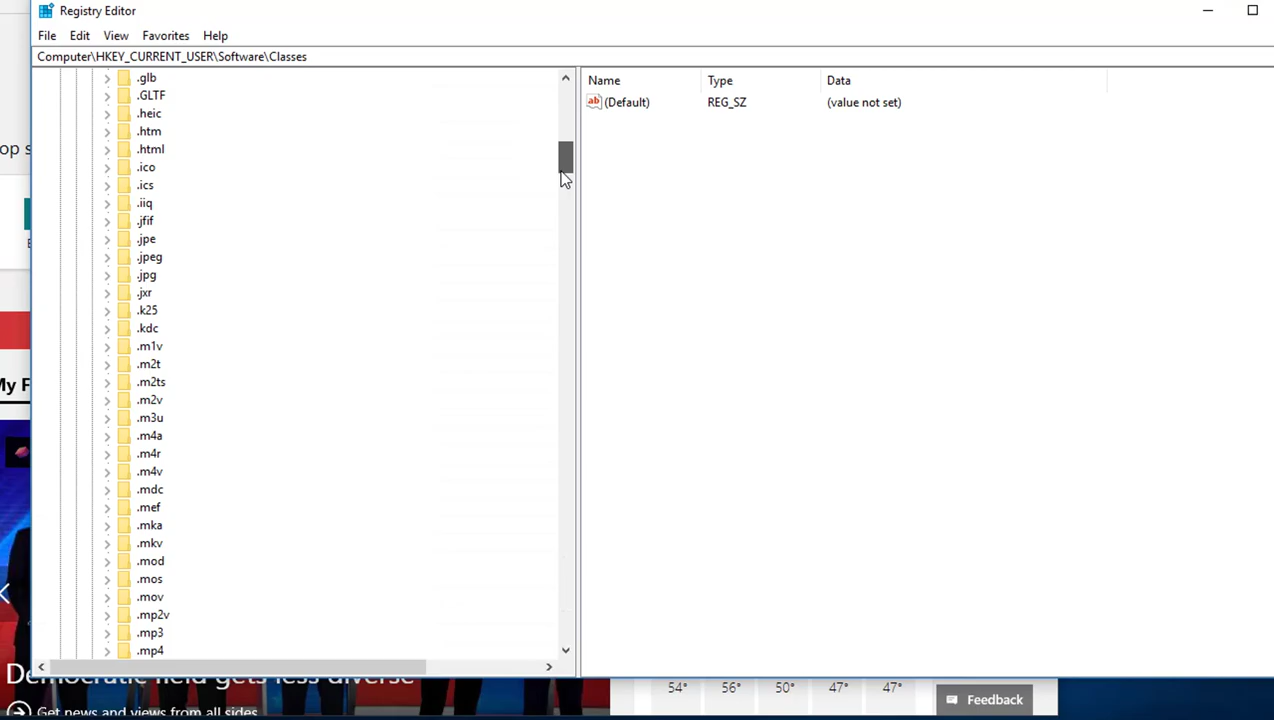 Registry Editor
File Edit View Favorites Help
Computer\HKEY_CURRENT_USER\Software\Classes
Name Type Data
(Default) REG_SZ (value not set)
.glb
.GLTF
.heic
.htm
.html
.ico
.ics
.iiq
.jfif
.jpe
.jpeg
.jpg
.jxr
.k25
.kdc
.m1v
.m2t
.m2ts
.m2v
.m3u
.m4a
.m4r
.m4v
.mdc
.mef
.mka
.mkv
.mod
.mos
.mov
.mp2v
.mp3
.mp4
op s
My F
Democratic field gets less diverse
Get news and views from all sides
54° 56° 50° 47° 47°
Feedback